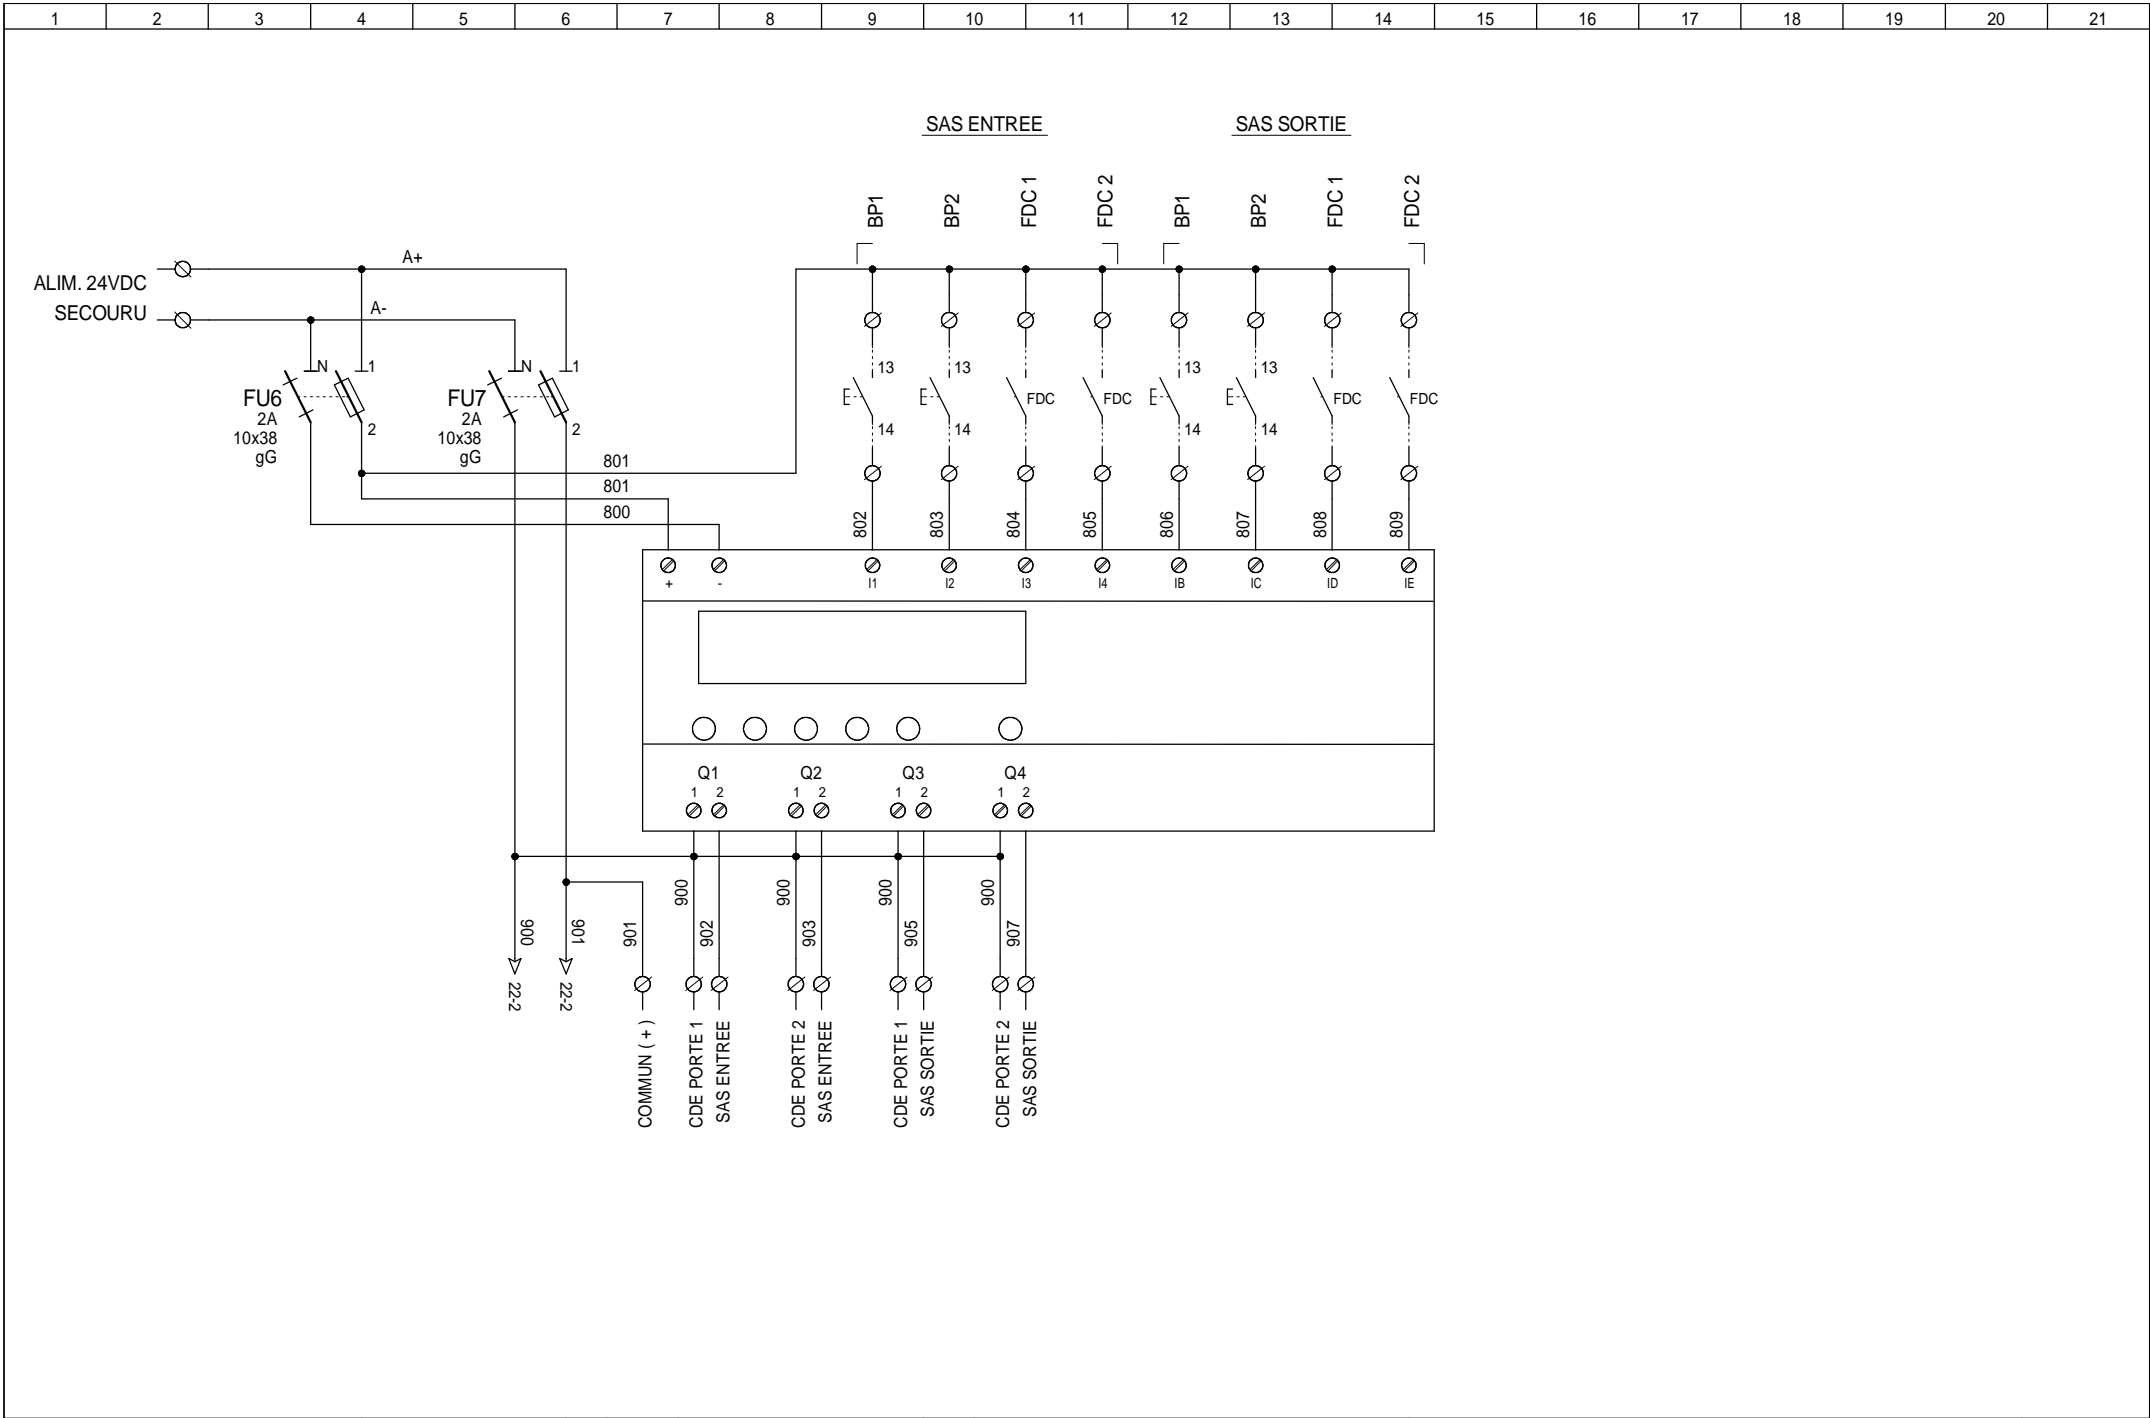 1 2 3 4 5 6 7 8 9 10 11 12 13 14 15 16 17 18 19 20 21
SAS ENTREE SAS SORTIE
BP1 BP2 FDC 1 FDC 2 BP1 BP2 FDC 1 FDC 2
A+
ALIM. 24VDC
A-
SECOURU
N 1 N 1 13 13 13 13
FU6 FU7 E E FDC FDC E E FDC FDC
2A 2A
10x38 2 10x38 2 14 14 14 14
gG gG
801
801
800
802 803 804 805 806 807 808 809
+ - I1 I2 I3 I4 IB IC ID IE
Q1 Q2 Q3 Q4
1 2 1 2 1 2 1 2
900 900 900 900
900 901 901 902 903 905 907
22-2 22-2
COMMUN ( + )
CDE PORTE 1
SAS ENTREE
CDE PORTE 2
SAS ENTREE
CDE PORTE 1
SAS SORTIE
CDE PORTE 2
SAS SORTIE